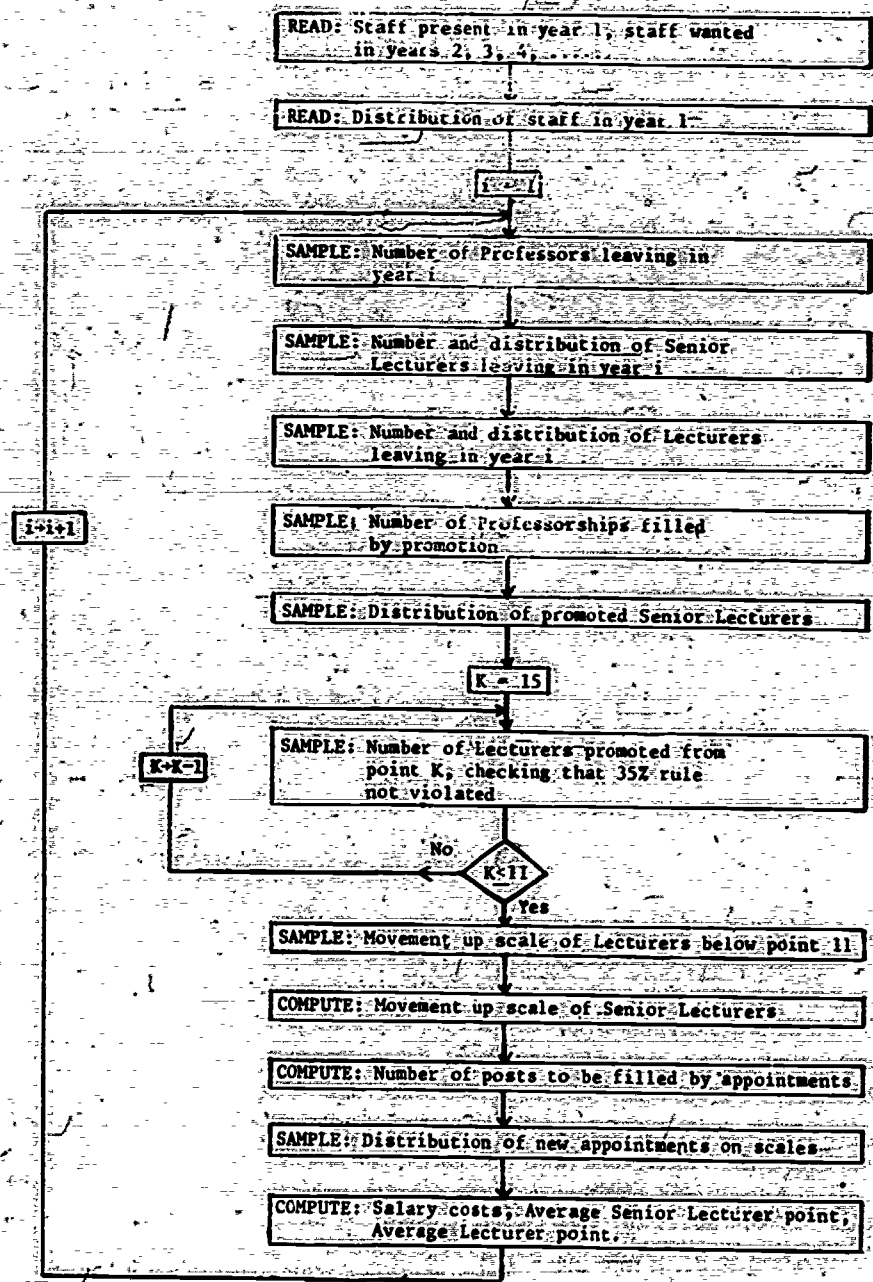 READ: Staff present in year 1, staff wanted
in years 2, 3, 4, .....
READ: Distribution of staff in year 1
i = 1
SAMPLE: Number of Professors leaving in
year i
SAMPLE: Number and distribution of Senior
Lecturers leaving in year i
SAMPLE: Number and distribution of Lecturers
leaving in year i
i→i+1
SAMPLE: Number of Professorships filled
by promotion
SAMPLE: Distribution of promoted Senior Lecturers
K = 15
SAMPLE: Number of Lecturers promoted from
point K, checking that 35% rule
not violated
K→K-1
No
K≤11
Yes
SAMPLE: Movement up scale of Lecturers below point 11
COMPUTE: Movement up scale of Senior Lecturers
COMPUTE: Number of posts to be filled by appointments
SAMPLE: Distribution of new appointments on scales
COMPUTE: Salary costs, Average Senior Lecturer point,
Average Lecturer point.